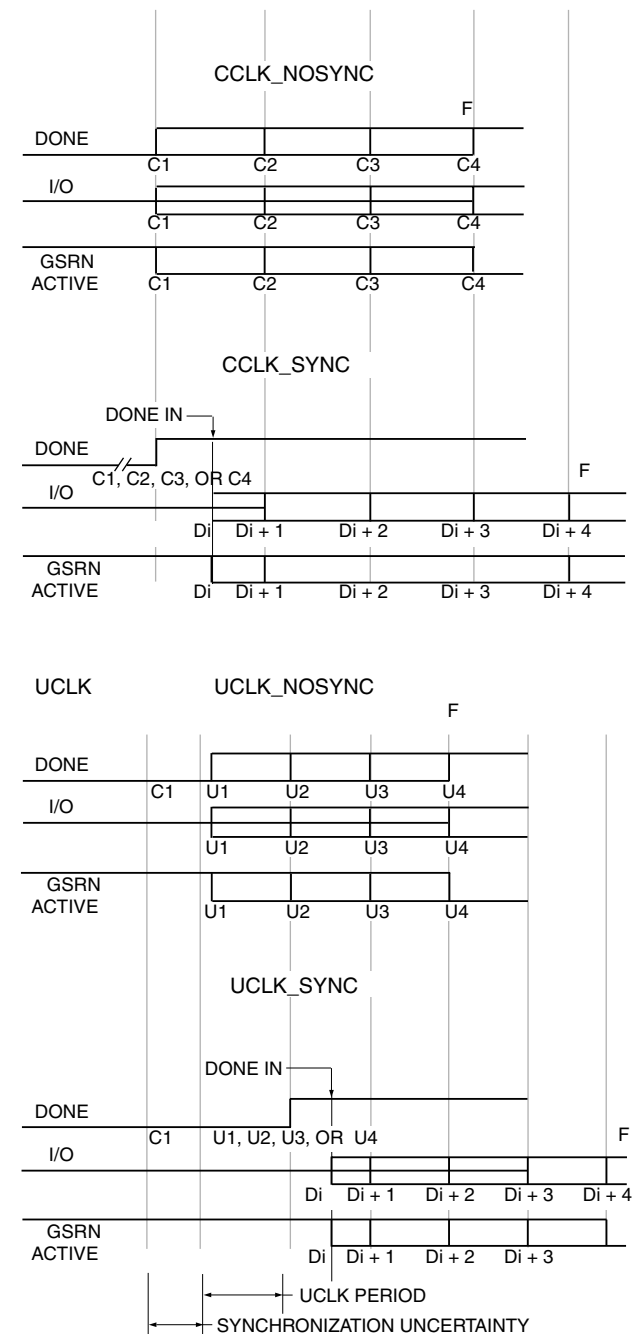 CCLK_NOSYNC
F
DONE
C1 C2 C3 C4
I/O
C1 C2 C3 C4
GSRN
ACTIVE
C1 C2 C3 C4
CCLK_SYNC
DONE IN
DONE
C1, C2, C3, OR C4
F
I/O
Di Di + 1 Di + 2 Di + 3 Di + 4
GSRN
ACTIVE
Di Di + 1 Di + 2 Di + 3 Di + 4
UCLK UCLK_NOSYNC
F
DONE
C1 U1 U2 U3 U4
I/O
U1 U2 U3 U4
GSRN
ACTIVE
U1 U2 U3 U4
UCLK_SYNC
DONE IN
DONE
C1 U1, U2, U3, OR U4
F
I/O
Di Di + 1 Di + 2 Di + 3 Di + 4
GSRN
ACTIVE
Di Di + 1 Di + 2 Di + 3
UCLK PERIOD
SYNCHRONIZATION UNCERTAINTY